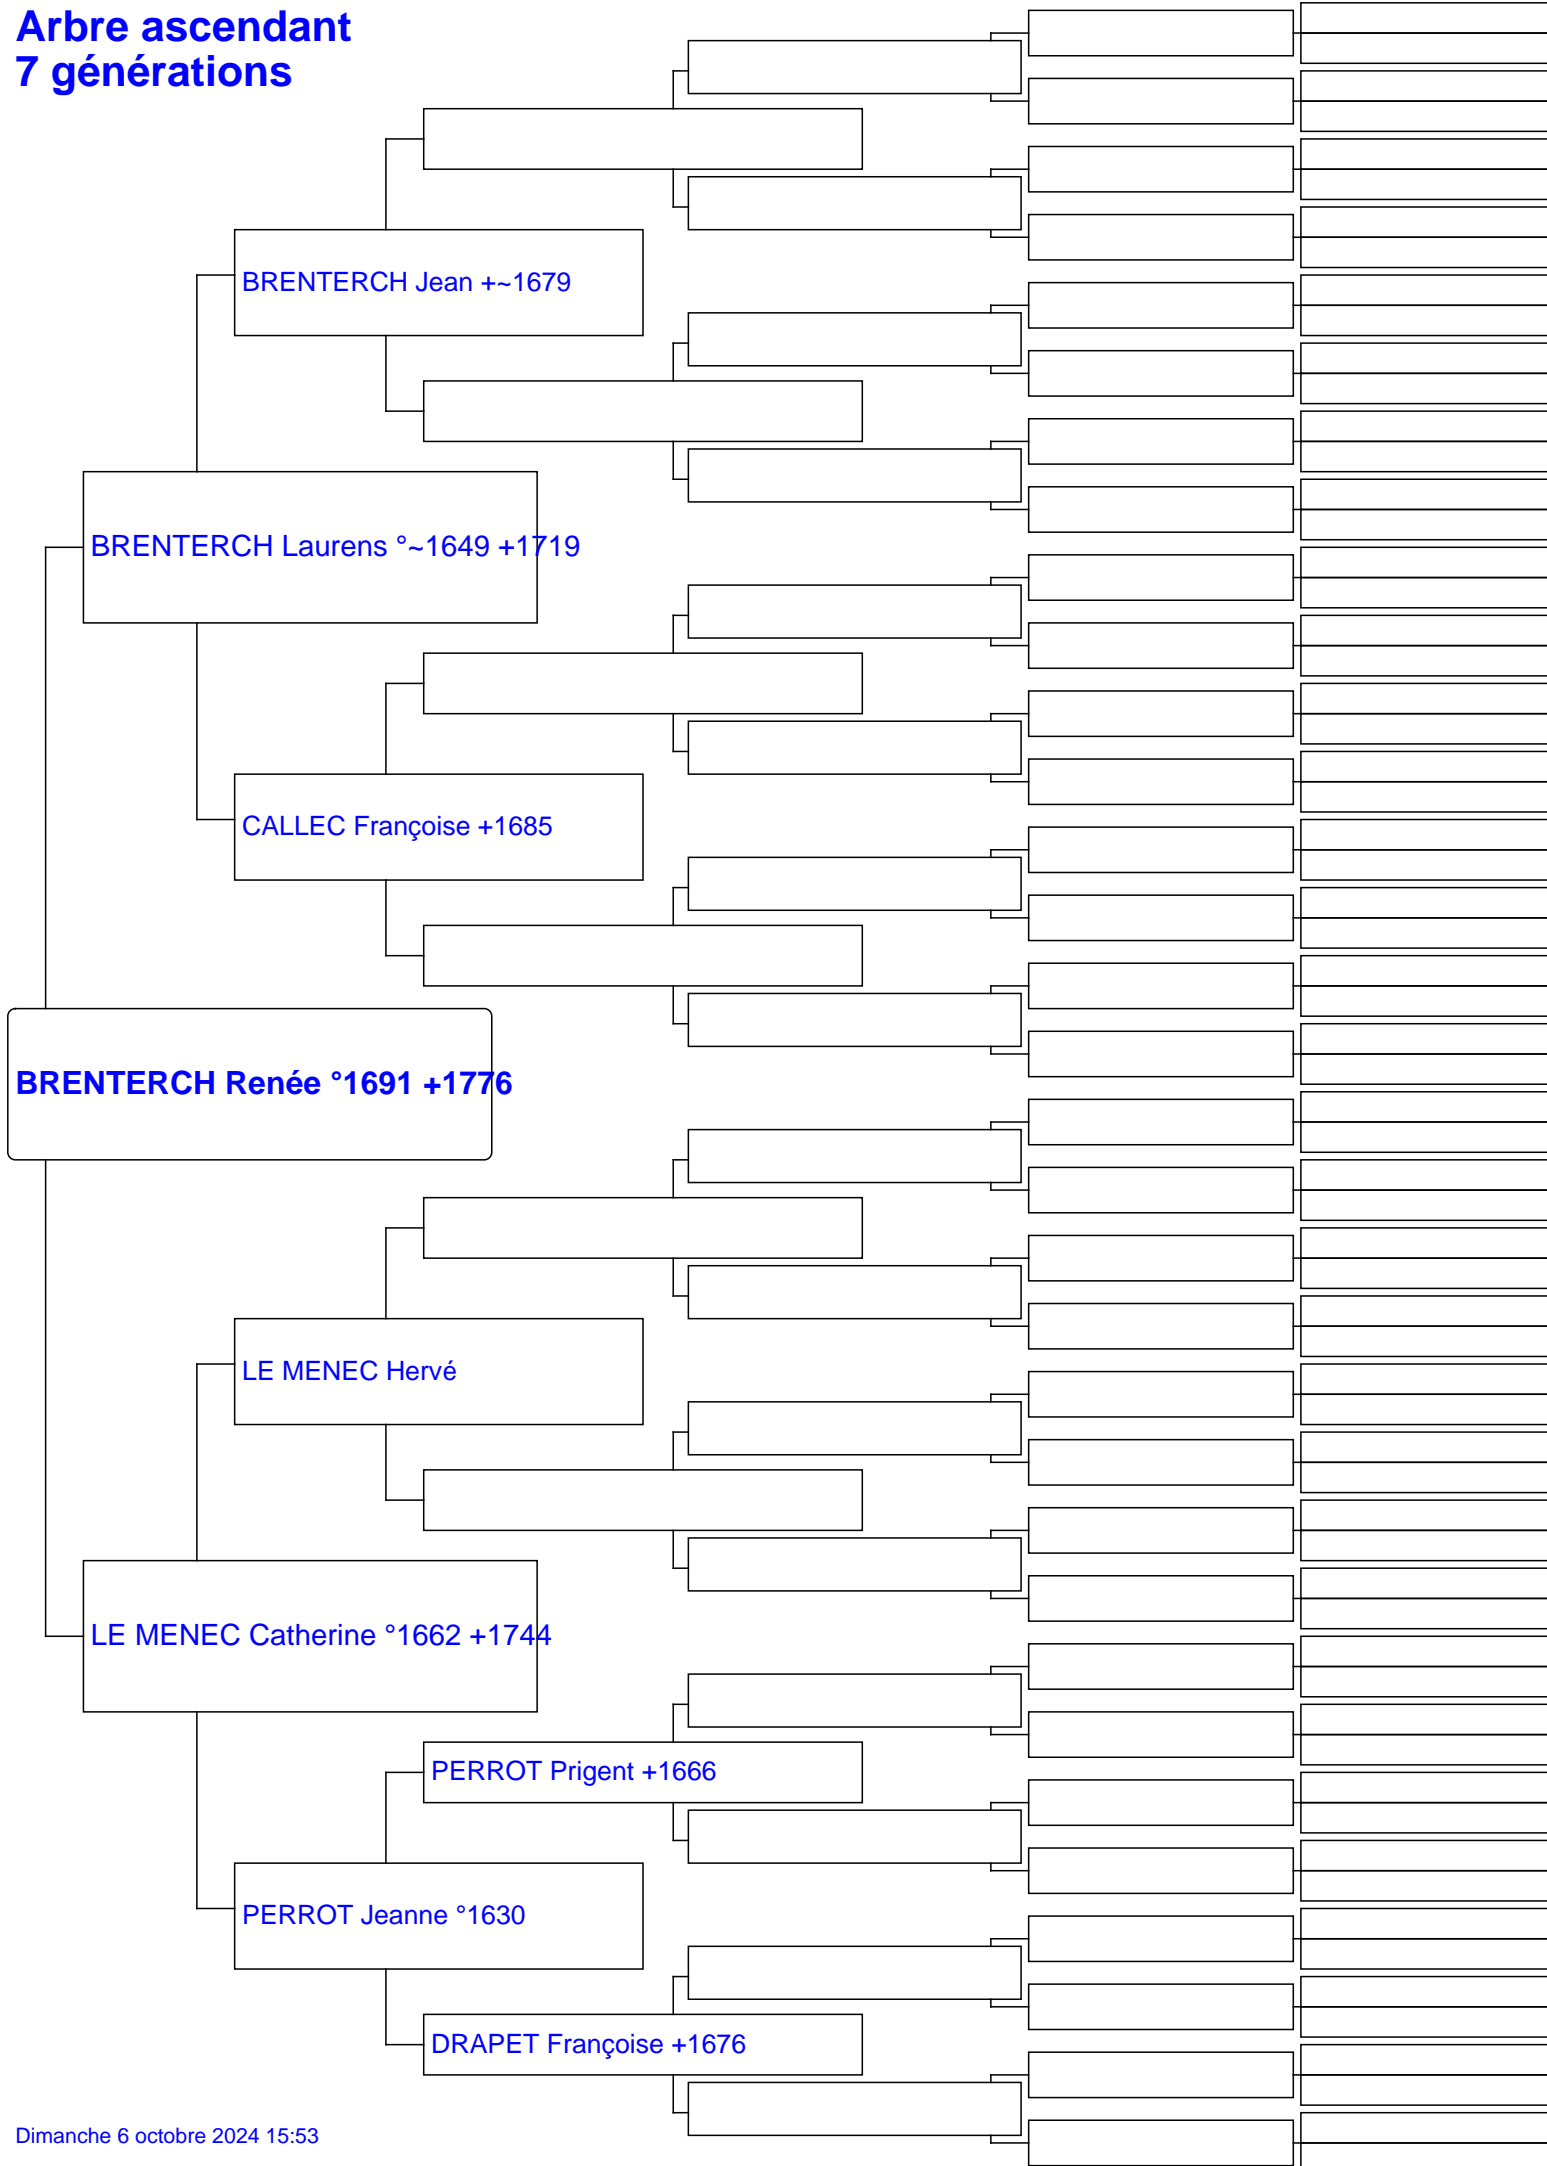 Arbre ascendant
7 générations
BRENTERCH Jean +~1679
BRENTERCH Laurens °~1649 +1719
CALLEC Françoise +1685
BRENTERCH Renée °1691 +1776
LE MENEC Hervé
LE MENEC Catherine °1662 +1744
PERROT Prigent +1666
PERROT Jeanne °1630
DRAPET Françoise +1676
Dimanche 6 octobre 2024 15:53